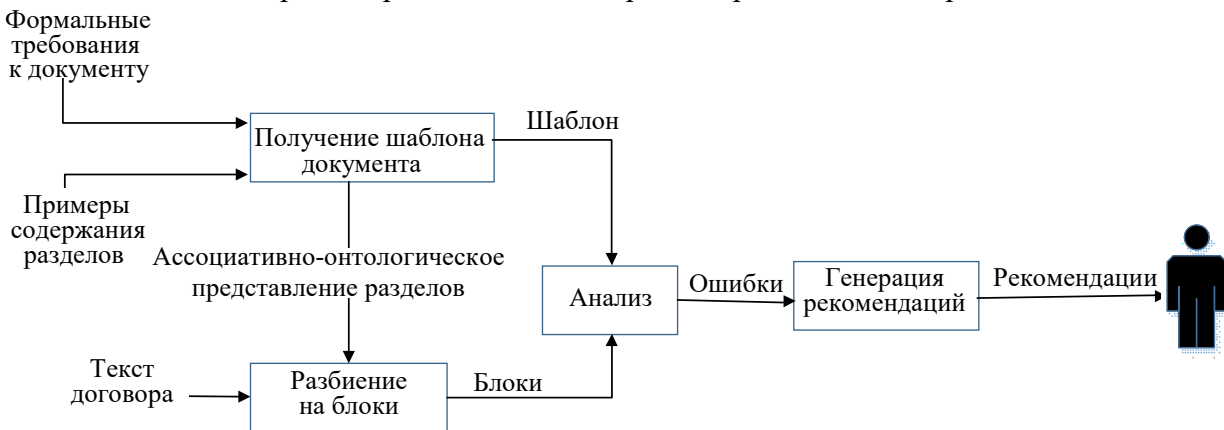 Формальные
требования
к документу
Получение шаблона
документа
Шаблон
Примеры
содержания
разделов
Ассоциативно-онтологическое
представление разделов
Анализ
Ошибки
Генерация
рекомендаций
Рекомендации
Текст
договора
Разбиение
на блоки
Блоки